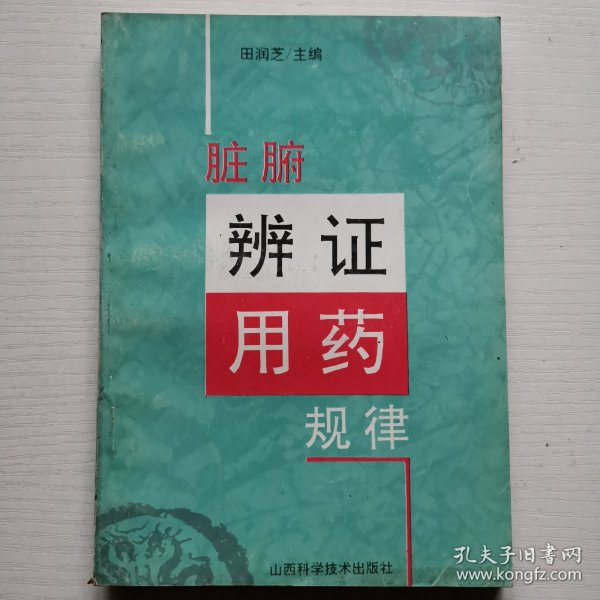 田润芝/主编
脏腑
辨证
用药
规律
山西科学技术出版社
孔夫子旧书网
www.kongfz.com